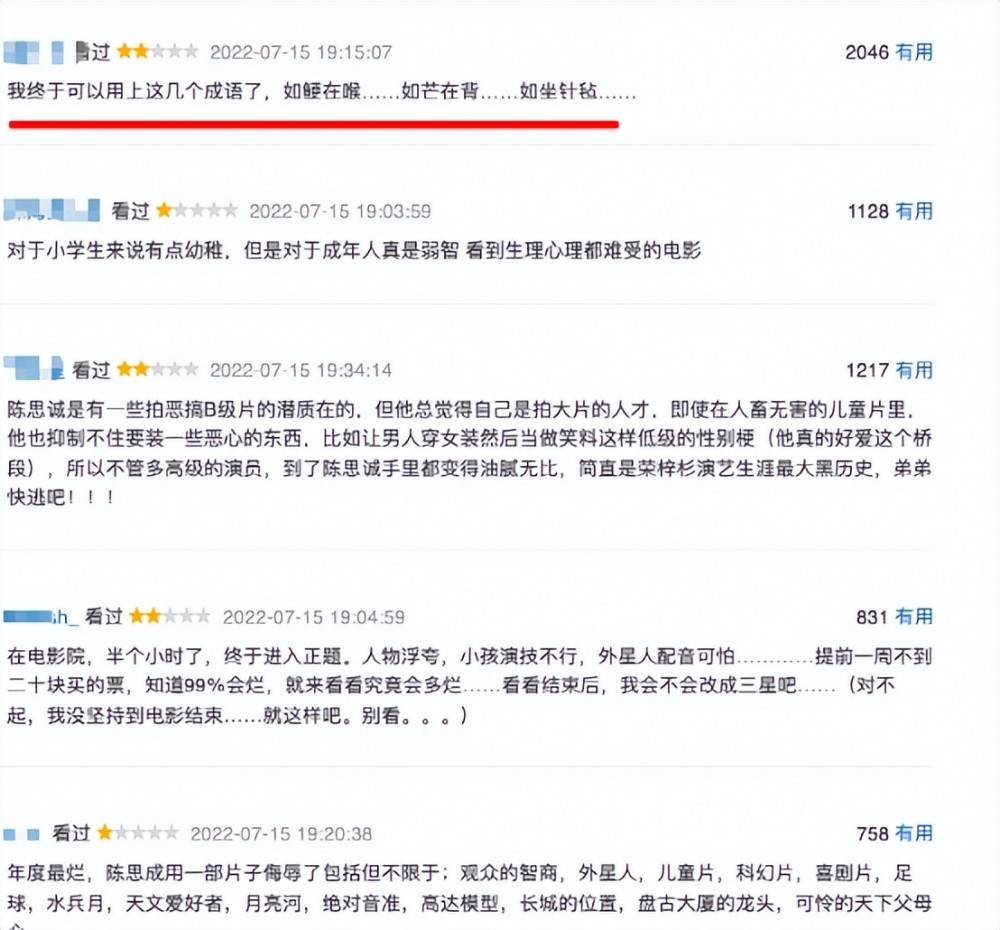 看过 2022-07-15 19:15:07 2046 有用
我终于可以用上这几个成语了，如鲠在喉……如芒在背……如坐针毡……
看过 2022-07-15 19:03:59 1128 有用
对于小学生来说有点幼稚，但是对于成年人真是弱智 看到生理心理都难受的电影
看过 2022-07-15 19:34:14 1217 有用
陈思诚是有一些拍恶搞B级片的潜质在的，但他总觉得自己是拍大片的人才，即使在人畜无害的儿童片里，
他也抑制不住要装一些恶心的东西，比如让男人穿女装然后当做笑料这样低级的性别梗（他真的好爱这个桥
段），所以不管多高级的演员，到了陈思诚手里都变得油腻无比，简直是荣梓杉演艺生涯最大黑历史，弟弟
快逃吧！！！
sh_ 看过 2022-07-15 19:04:59 831 有用
在电影院，半个小时了，终于进入正题。人物浮夸，小孩演技不行，外星人配音可怕…………提前一周不到
二十块买的票，知道99%会烂，就来看看究竟会多烂……看看结束后，我会不会改成三星吧……（对不
起，我没坚持到电影结束……就这样吧。别看。。。）
看过 2022-07-15 19:20:38 758 有用
年度最烂，陈思成用一部片子侮辱了包括但不限于；观众的智商，外星人，儿童片，科幻片，喜剧片，足
球，水兵月，天文爱好者，月亮河，绝对音准，高达模型，长城的位置，盘古大厦的龙头，可怜的天下父母